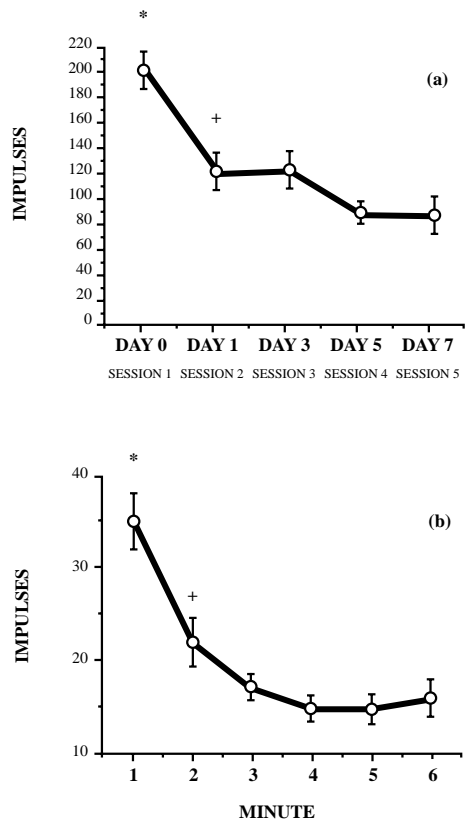 *
220
200
180
160
140
120
100
80
60
40
20
0
IMPULSES
(a)
+
DAY 0 DAY 1 DAY 3 DAY 5 DAY 7
SESSION 1 SESSION 2 SESSION 3 SESSION 4 SESSION 5
*
40
30
20
10
IMPULSES
(b)
+
1 2 3 4 5 6
MINUTE